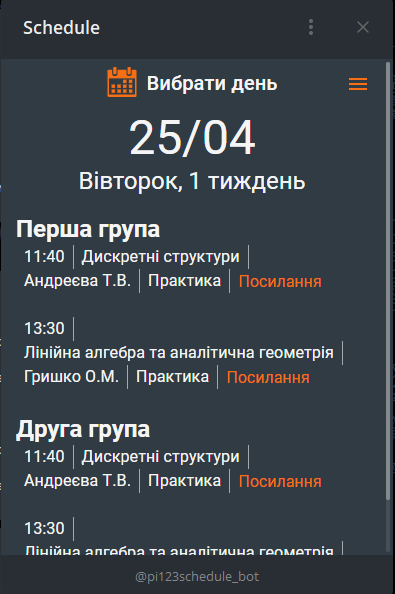 Schedule
Вибрати день
25/04
Вівторок, 1 тиждень
Перша група
11:40 Дискретні структури
Андреєва Т.В. Практика Посилання
13:30
Лінійна алгебра та аналітична геометрія
Гришко О.М. Практика Посилання
Друга група
11:40 Дискретні структури
Андреєва Т.В. Практика Посилання
13:30
Лінійна алгебра та аналітична геометрія
@pi123schedule_bot